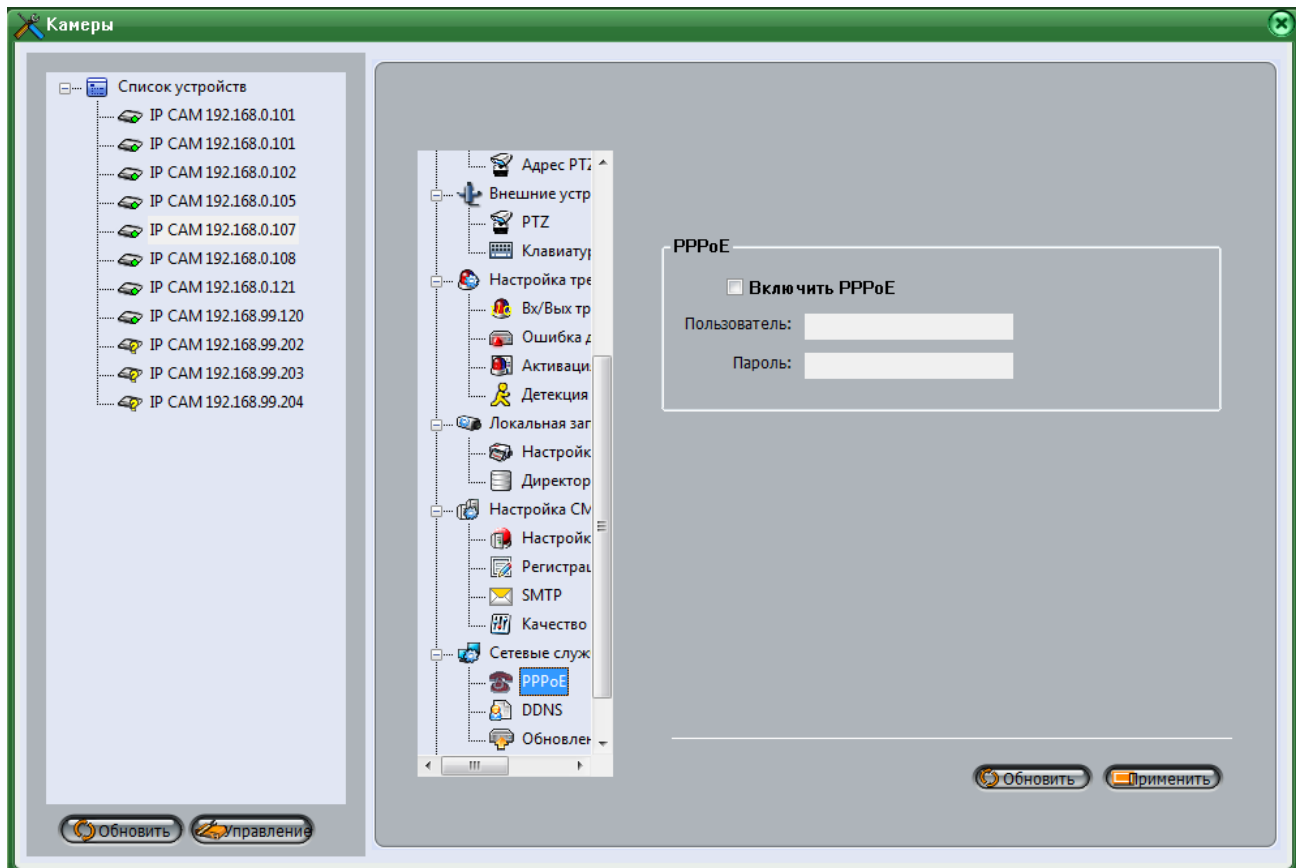 Камеры
Список устройств
IP CAM 192.168.0.101
IP CAM 192.168.0.101
IP CAM 192.168.0.102
IP CAM 192.168.0.105
IP CAM 192.168.0.107
IP CAM 192.168.0.108
IP CAM 192.168.0.121
IP CAM 192.168.99.120
IP CAM 192.168.99.202
IP CAM 192.168.99.203
IP CAM 192.168.99.204
Обновить
Управление
Адрес PTZ
Внешние устр
PTZ
Клавиату
Настройка тре
Вх/Вых тр
Ошибка д
Активаци
Детекция
Локальная заг
Настройк
Директор
Настройка СМ
Настройк
Регистрац
SMTP
Качество
Сетевые служ
PPPoE
DDNS
Обновлен
PPPoE
Включить PPPoE
Пользователь:
Пароль:
Обновить
Применить